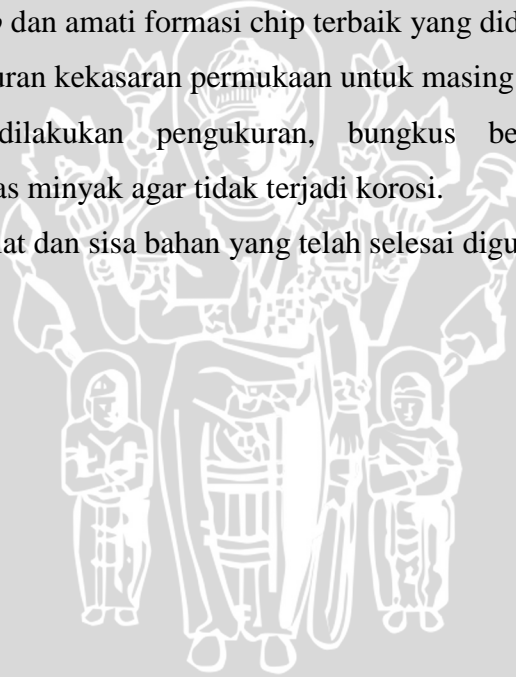 dan amati formasi chip terbaik yang did
uran kekasaran permukaan untuk masing
dilakukan pengukuran, bungkus be
as minyak agar tidak terjadi korosi.
lat dan sisa bahan yang telah selesai digu